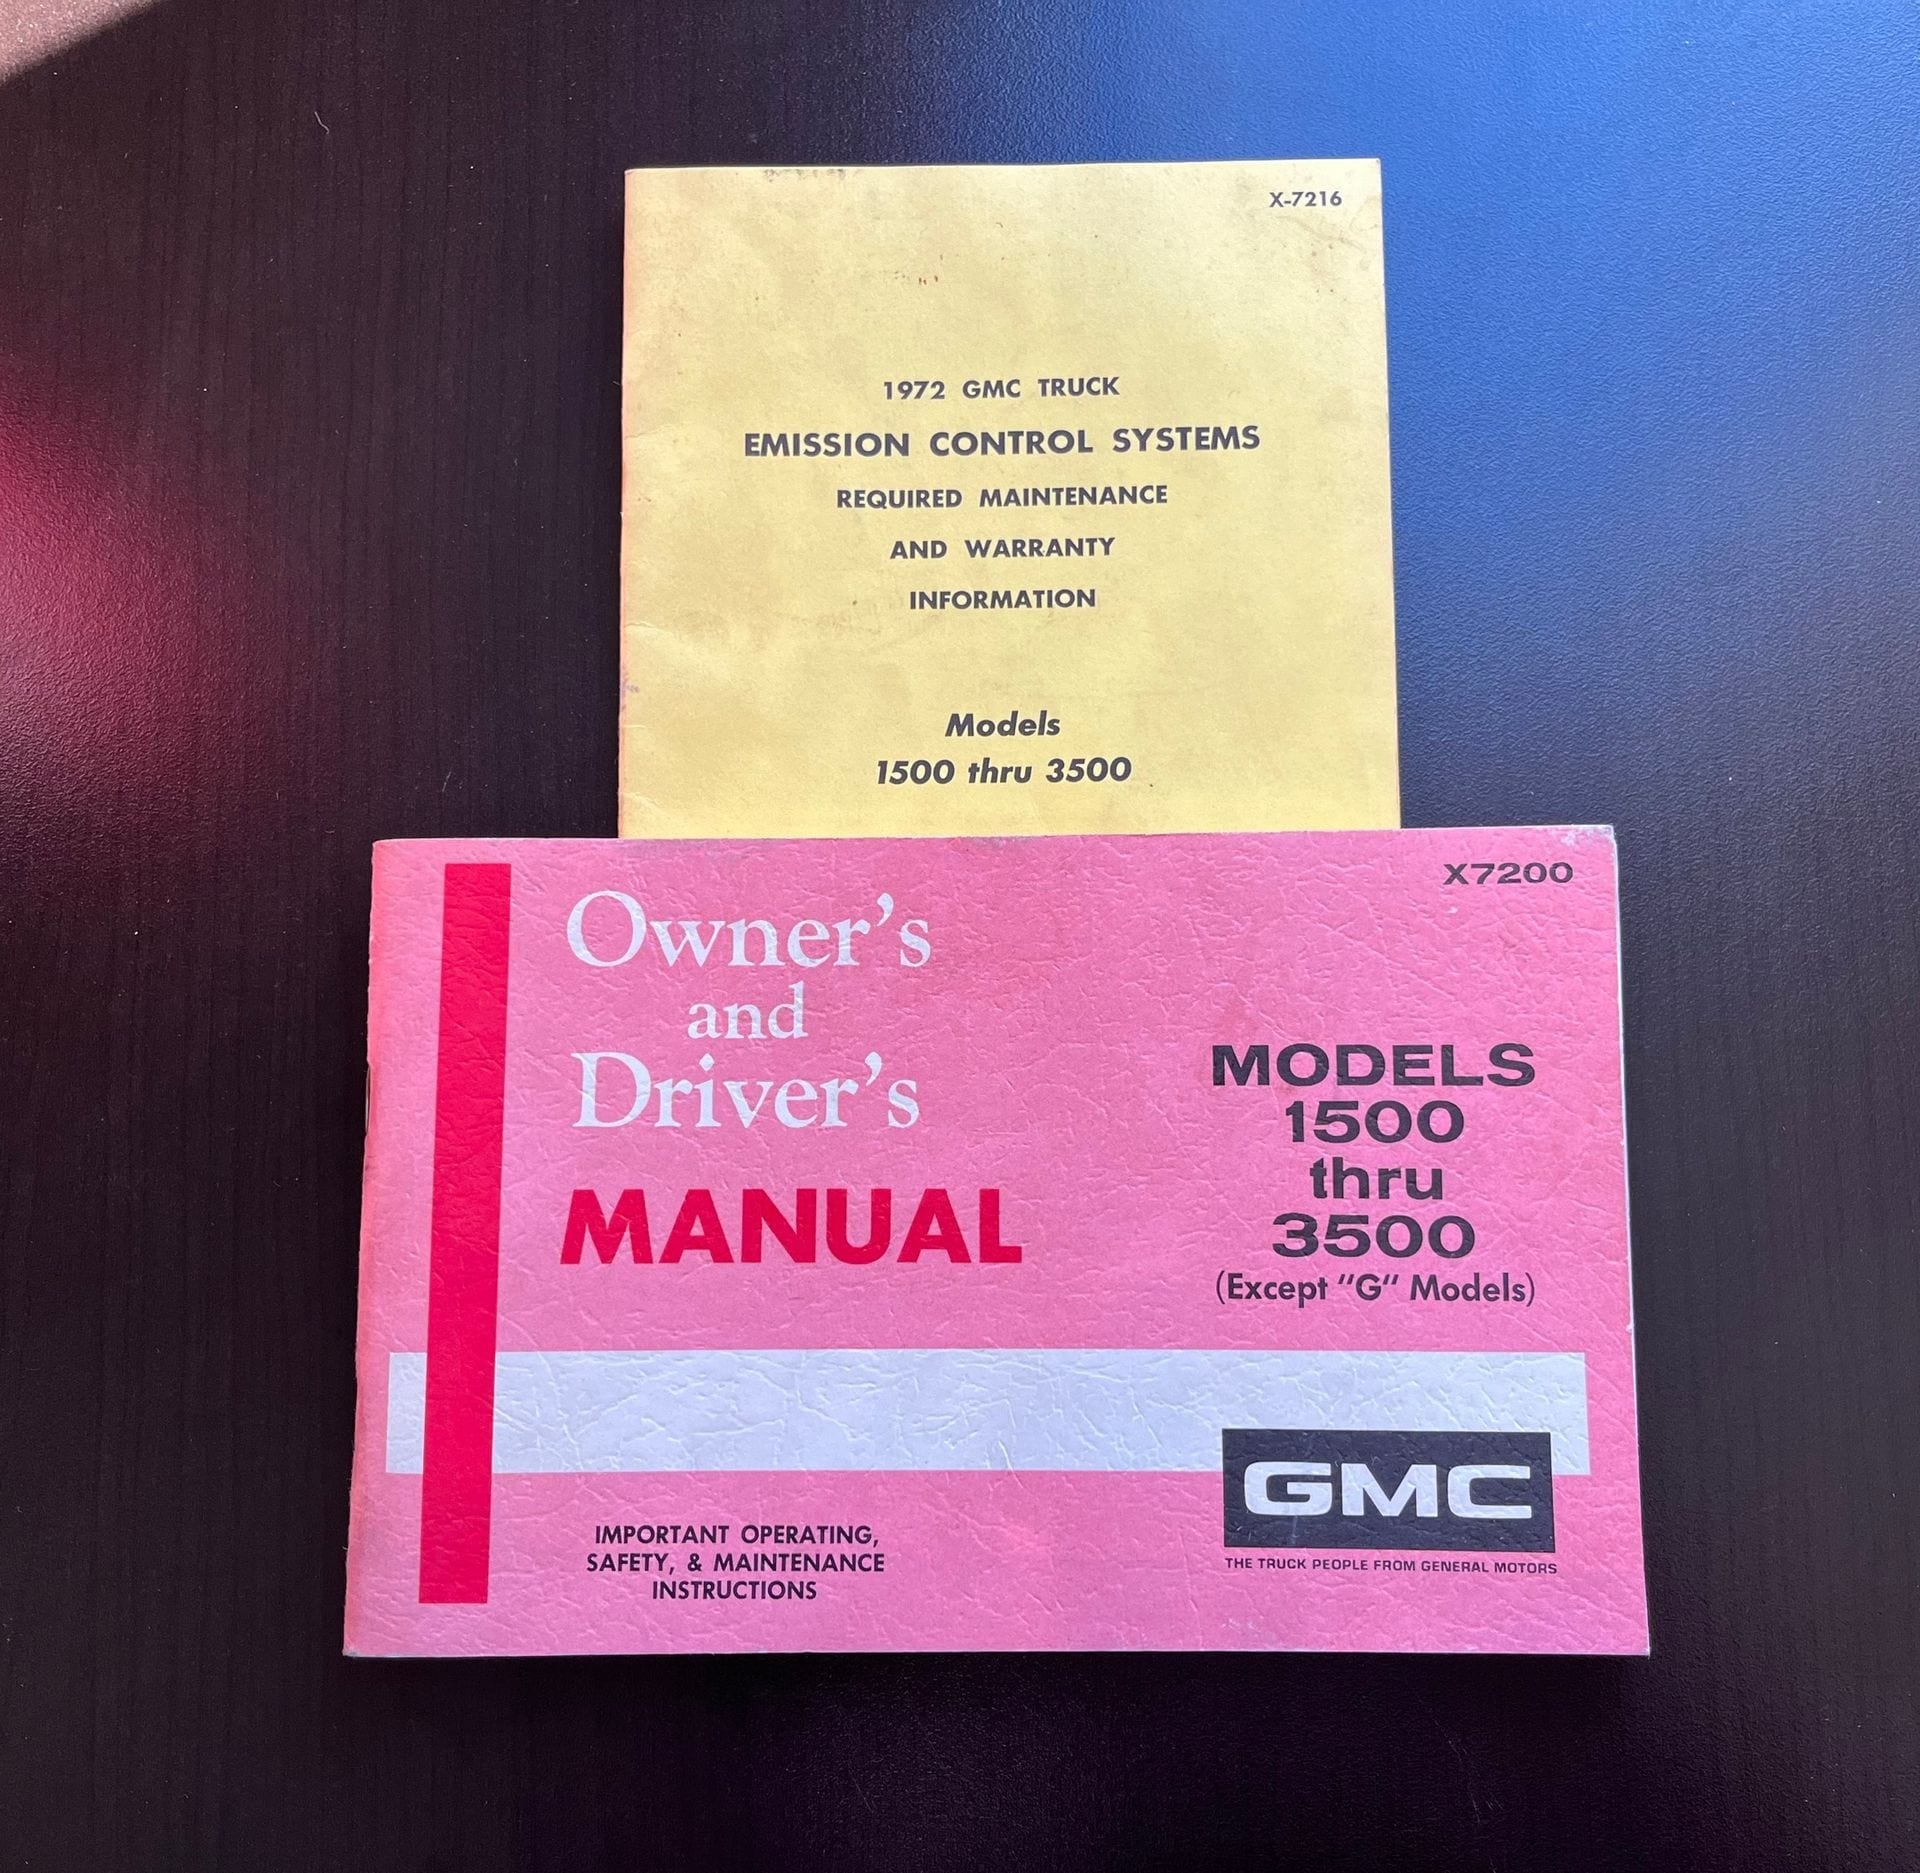 X-7216
1972 GMC TRUCK
EMISSION CONTROL SYSTEMS
REQUIRED MAINTENANCE
AND WARRANTY
INFORMATION
Models
1500 thru 3500
X7200
Owner's
and
Driver's
MANUAL
MODELS
1500
thru
3500
(Except "G" Models)
IMPORTANT OPERATING,
SAFETY, & MAINTENANCE
INSTRUCTIONS
GMC
THE TRUCK PEOPLE FROM GENERAL MOTORS